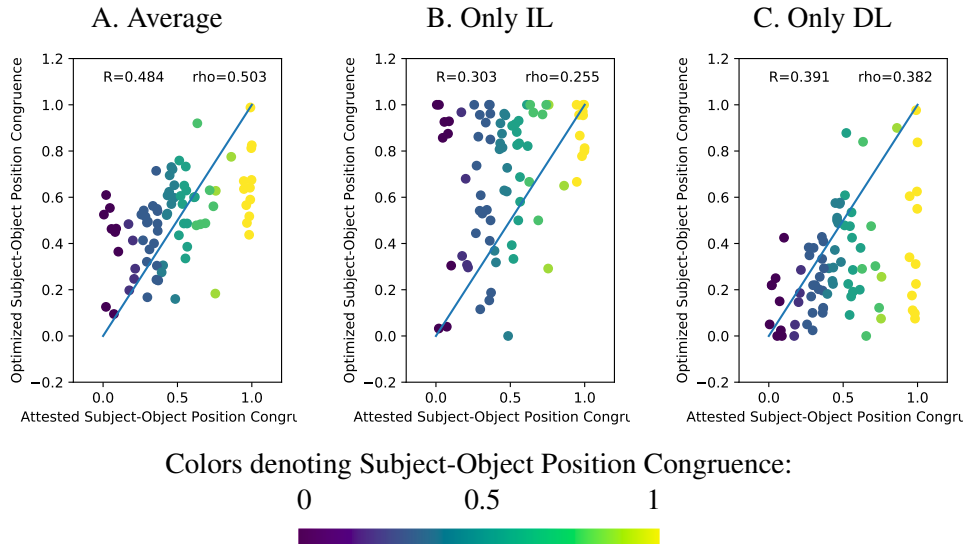 A. Average
B. Only IL
C. Only DL
R=0.484 rho=0.503
R=0.303 rho=0.255
R=0.391 rho=0.382
Optimized Subject-Object Position Congruence
1.2
1.0
0.8
0.6
0.4
0.2
0.0
−0.2
0.0 0.5 1.0
Attested Subject-Object Position Congru
Optimized Subject-Object Position Congruence
1.2
1.0
0.8
0.6
0.4
0.2
0.0
−0.2
0.0 0.5 1.0
Attested Subject-Object Position Congru
Optimized Subject-Object Position Congruence
1.2
1.0
0.8
0.6
0.4
0.2
0.0
−0.2
0.0 0.5 1.0
Attested Subject-Object Position Congru
Colors denoting Subject-Object Position Congruence:
0 0.5 1